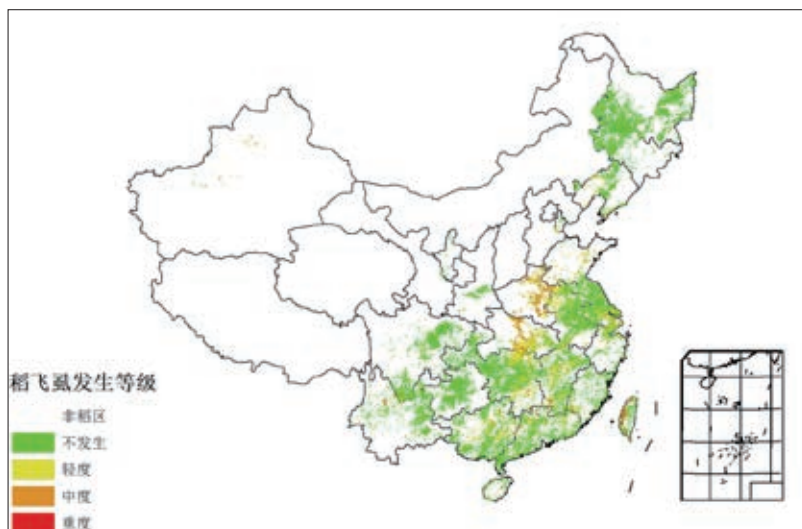 稻飞虱发生等级
非稻区
不发生
轻度
中度
重度